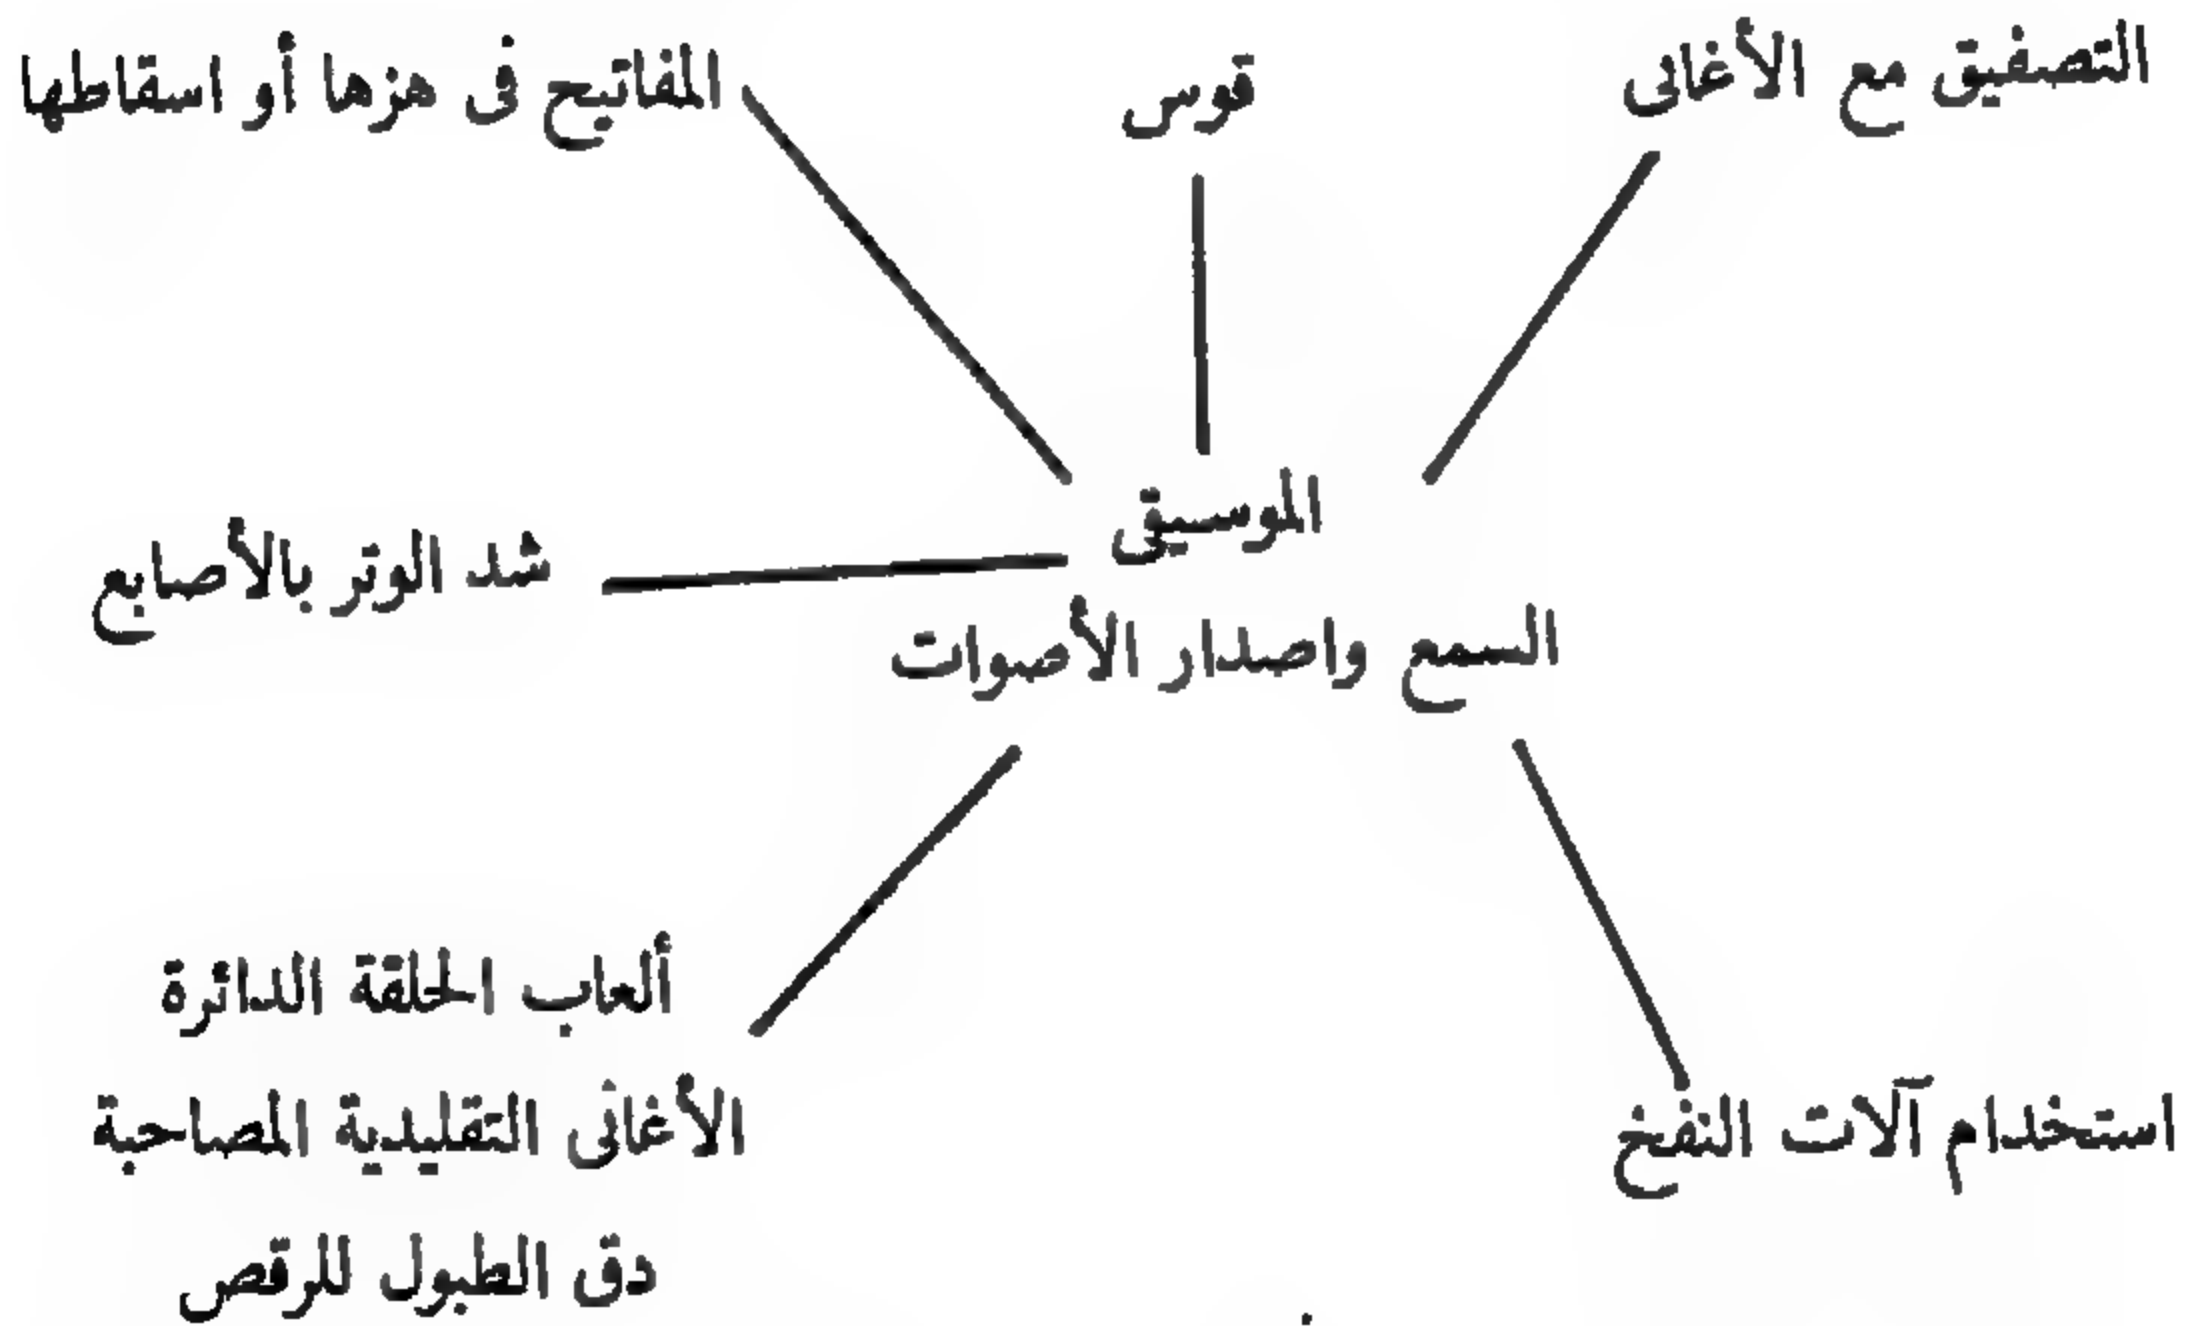 التصفيق مع الأغانى
قوس
المفاتيح فى هزها أو اسقاطها
الموسيقى
شد الوتر بالأصابع
السمع واصدار الأصوات
ألعاب الحلقة الدائرة
الأغانى التقليدية المصاحبة
استخدام آلات النفخ
دق الطبول للرقص